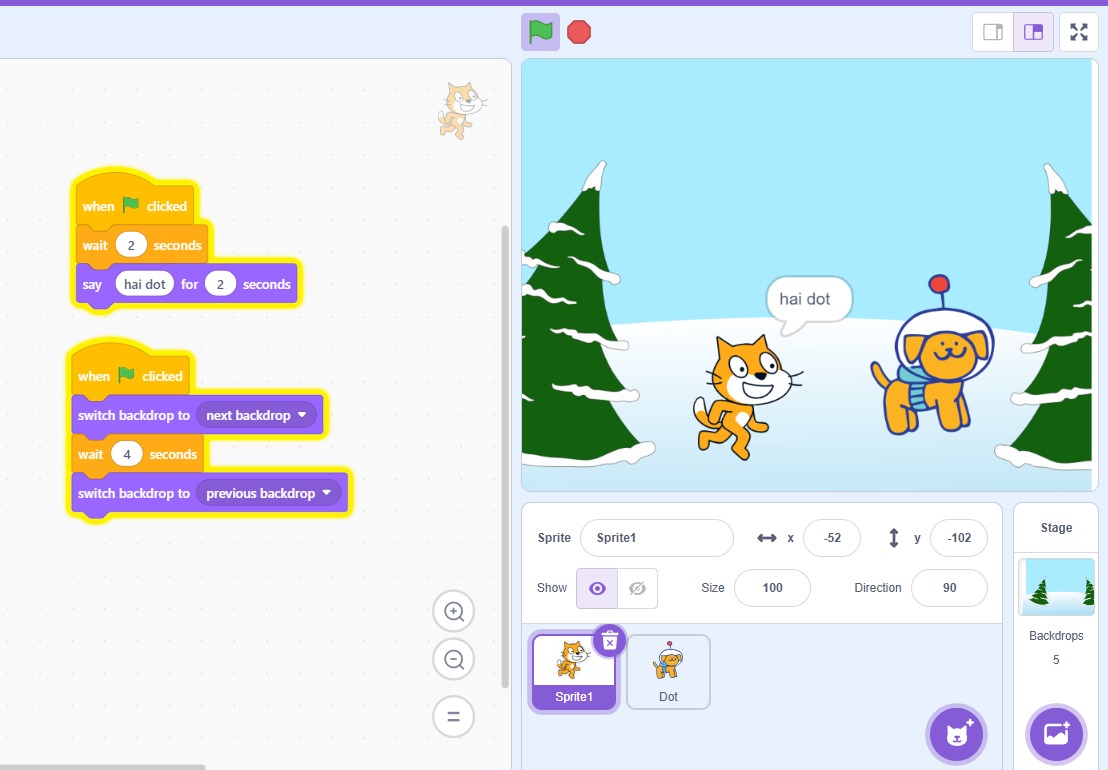 when clicked
wait 2 seconds
say hai dot for 2 seconds
when clicked
switch backdrop to next backdrop
wait 4 seconds
switch backdrop to previous backdrop
hai dot
Sprite Sprite1 x -52 y -102
Show Size 100 Direction 90
Sprite1 Dot
Stage
Backdrops
5